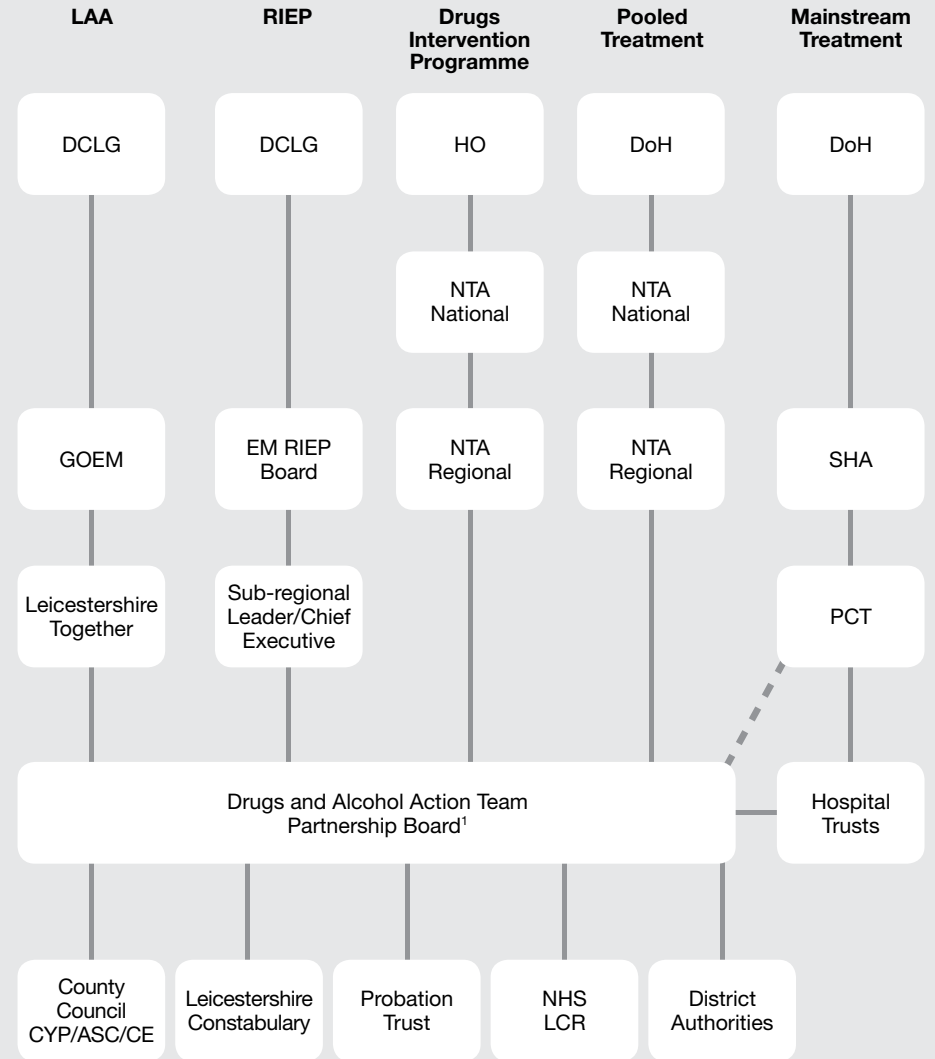 LAA
RIEP
Drugs
Intervention
Programme
Pooled
Treatment
Mainstream
Treatment
DCLG
DCLG
HO
DoH
DoH
NTA
National
NTA
National
GOEM
EM RIEP
Board
NTA
Regional
NTA
Regional
SHA
Leicestershire
Together
Sub-regional
Leader/Chief
Executive
PCT
Drugs and Alcohol Action Team
Partnership Board¹
Hospital
Trusts
County
Council
CYP/ASC/CE
Leicestershire
Constabulary
Probation
Trust
NHS
LCR
District
Authorities